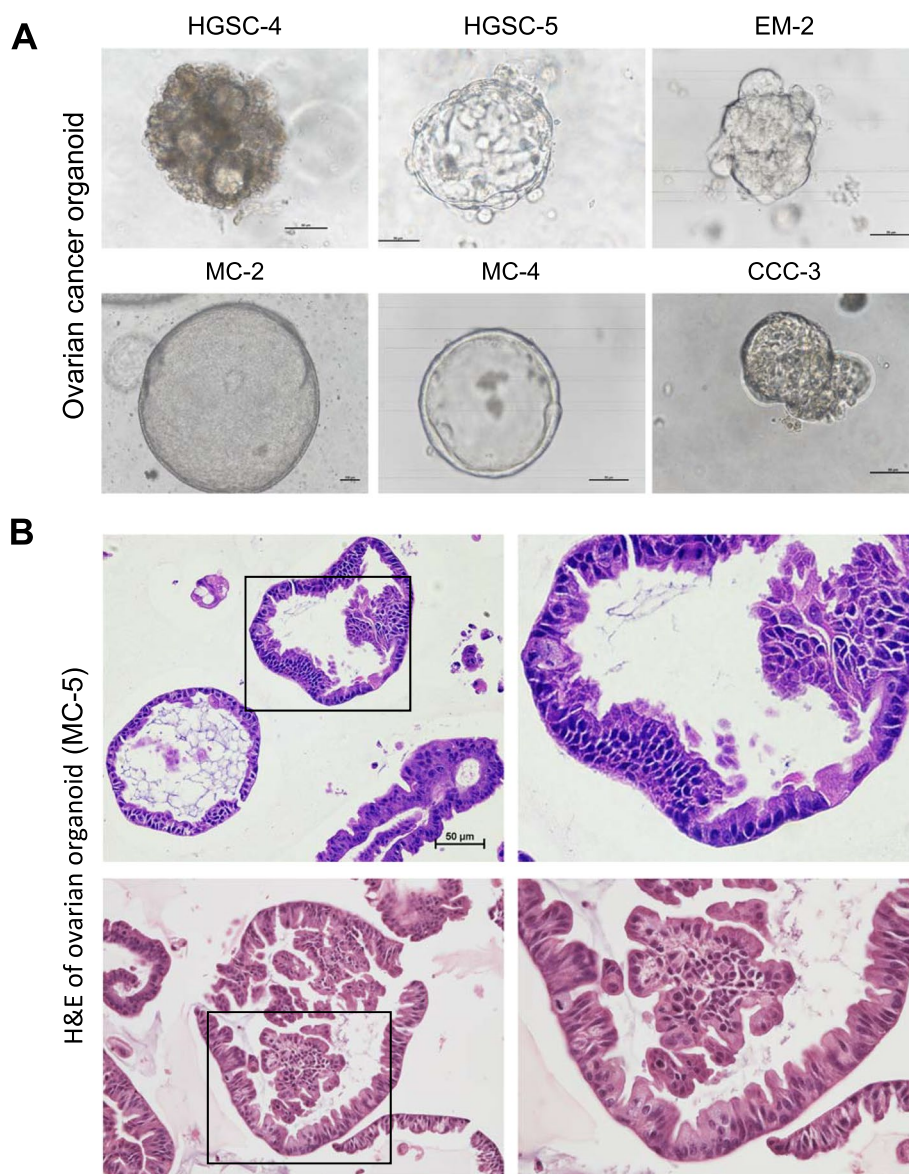 A
HGSC-4
HGSC-5
EM-2
Ovarian cancer organoid
MC-2
MC-4
CCC-3
B
H&E of ovarian organoid (MC-5)
50 µm